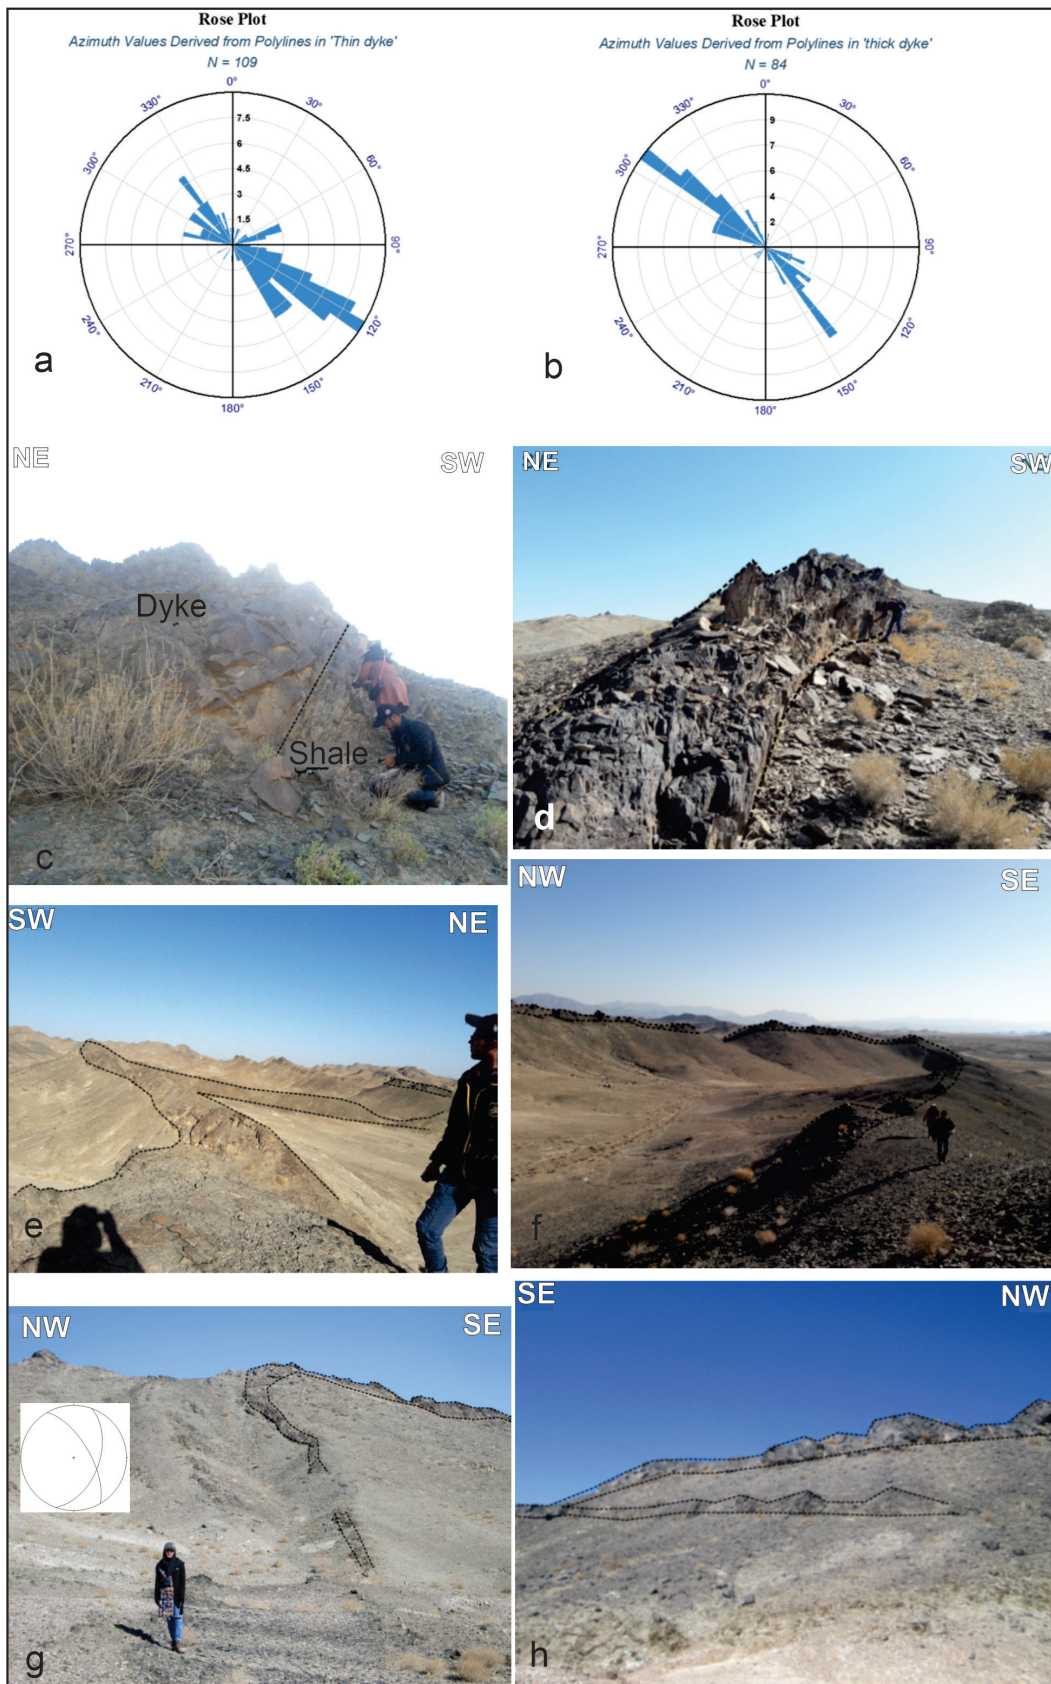 Rose Plot
Azimuth Values Derived from Polylines in 'Thin dyke'
N = 109
0°
30°
60°
90°
120°
150°
180°
210°
240°
270°
300°
330°
7.5
6
4.5
3
1.5
a
Rose Plot
Azimuth Values Derived from Polylines in 'thick dyke'
N = 84
0°
30°
60°
90°
120°
150°
180°
210°
240°
270°
300°
330°
9
7
6
4
2
b
NE
SW
Dyke
Shale
c
NE
SW
d
SW
NE
e
NW
SE
f
NW
SE
g
SE
NW
h